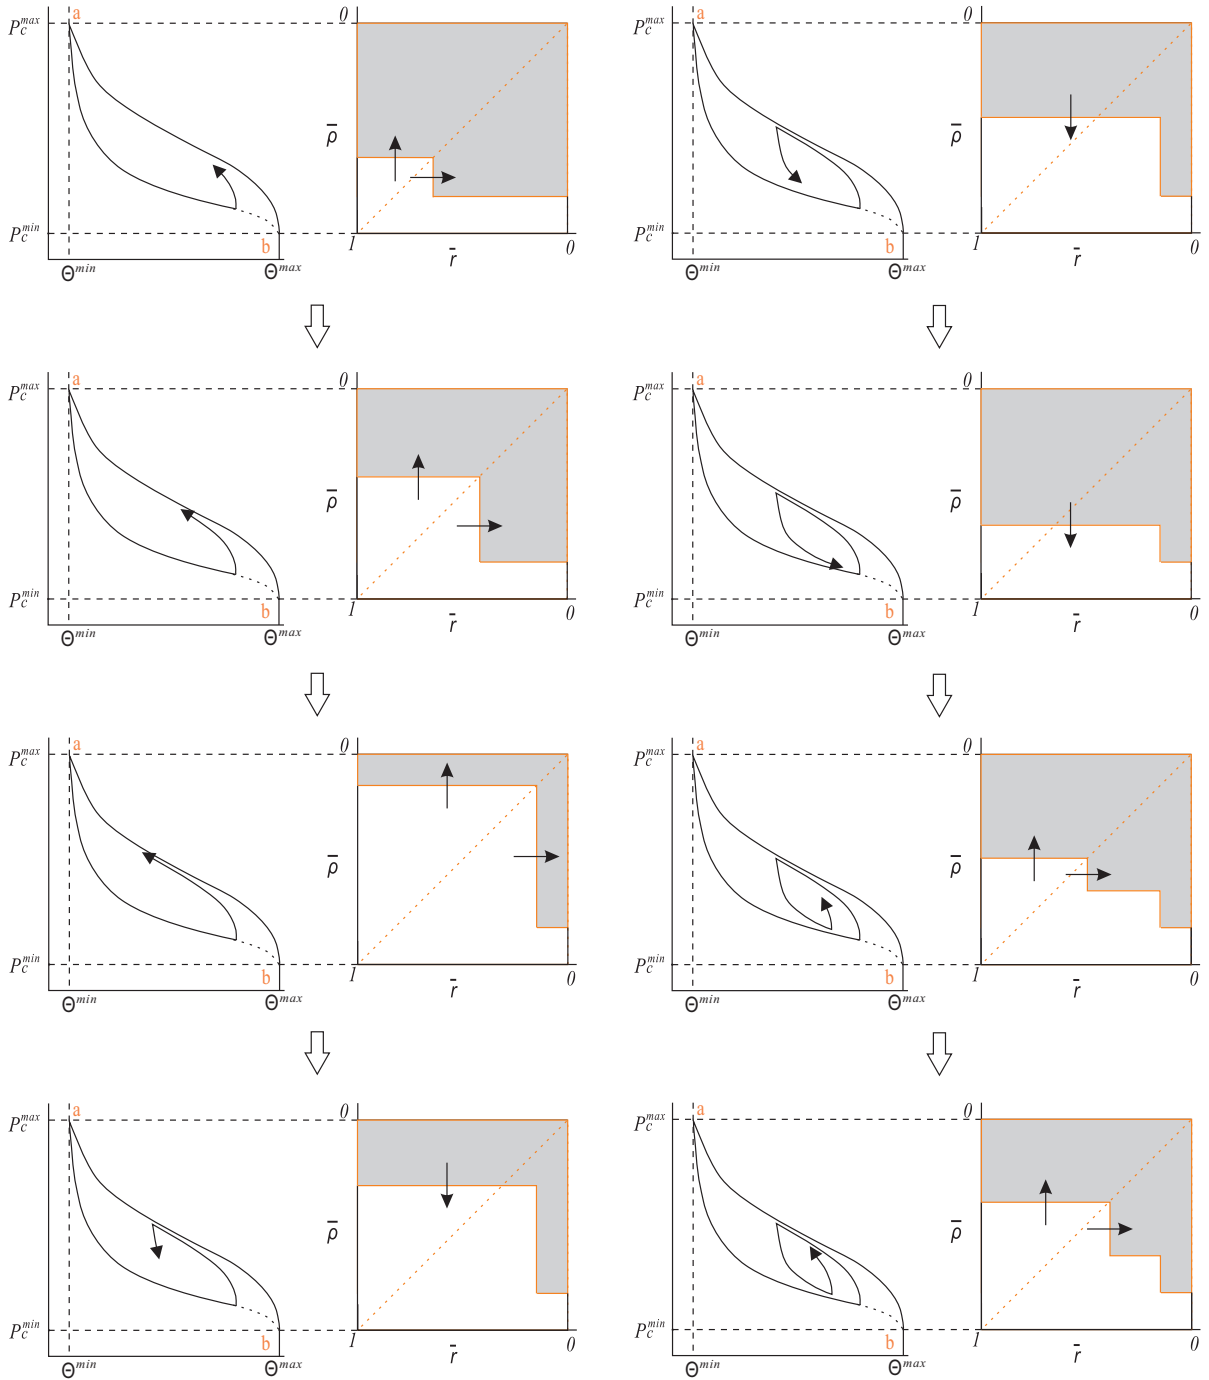 a
0
P_c^max
ρ̄
P_c^min
b
1
0
Θ^min
Θ^max
r̄
a
0
P_c^max
ρ̄
P_c^min
b
1
0
Θ^min
Θ^max
r̄
a
0
P_c^max
ρ̄
P_c^min
b
1
0
Θ^min
Θ^max
r̄
a
0
P_c^max
ρ̄
P_c^min
b
1
0
Θ^min
Θ^max
r̄
a
0
P_c^max
ρ̄
P_c^min
b
1
0
Θ^min
Θ^max
r̄
a
0
P_c^max
ρ̄
P_c^min
b
1
0
Θ^min
Θ^max
r̄
a
0
P_c^max
ρ̄
P_c^min
b
1
0
Θ^min
Θ^max
r̄
a
0
P_c^max
ρ̄
P_c^min
b
1
0
Θ^min
Θ^max
r̄